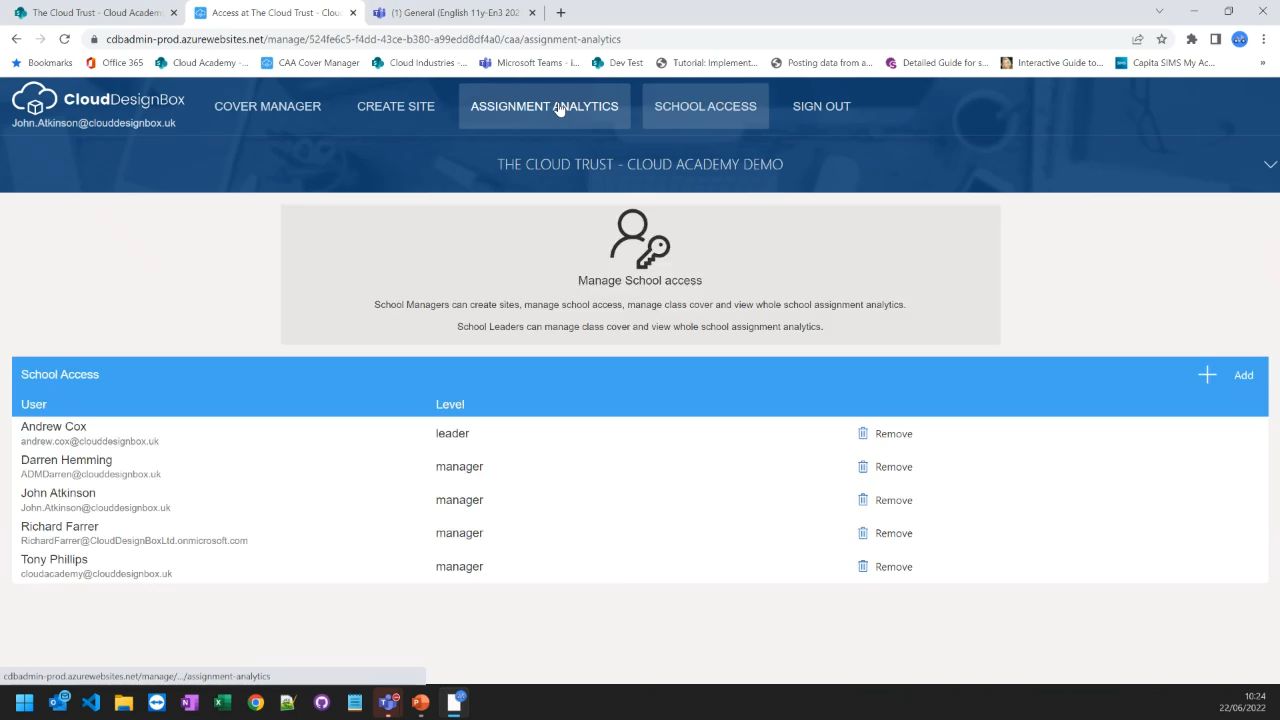 The Cloud Trust - Cloud Academ
Access at The Cloud Trust - Clou
(1) General (English 11y-En3 202
cdbadmin-prod.azurewebsites.net/manage/524fe6c5-f4dd-43ce-b380-a99edd8df4a0/caa/assignment-analytics
Bookmarks
Office 365
Cloud Academy -...
CAA Cover Manager
Cloud Industries -...
Microsoft Teams - i...
Dev Test
Tutorial: Implement...
Posting data from a...
Detailed Guide for s...
Interactive Guide to...
Capita SIMS My Ac...
»
CloudDesignBox
John.Atkinson@clouddesignbox.uk
COVER MANAGER
CREATE SITE
ASSIGNMENT ANALYTICS
SCHOOL ACCESS
SIGN OUT
THE CLOUD TRUST - CLOUD ACADEMY DEMO
Manage School access
School Managers can create sites, manage school access, manage class cover and view whole school assignment analytics.
School Leaders can manage class cover and view whole school assignment analytics.
School Access
Add
User
Level
Andrew Cox
andrew.cox@clouddesignbox.uk
leader
Remove
Darren Hemming
ADMDarren@clouddesignbox.uk
manager
Remove
John Atkinson
John.Atkinson@clouddesignbox.uk
manager
Remove
Richard Farrer
RichardFarrer@CloudDesignBoxLtd.onmicrosoft.com
manager
Remove
Tony Phillips
cloudacademy@clouddesignbox.uk
manager
Remove
cdbadmin-prod.azurewebsites.net/manage/.../assignment-analytics
10:24
22/06/2022